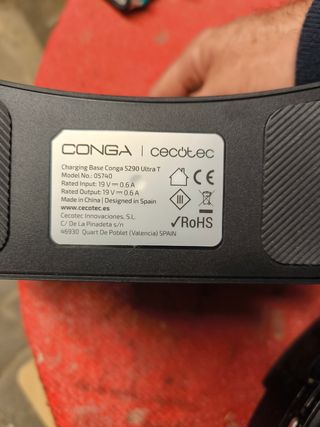 CONGA | cecotec
Charging Base Conga 5290 Ultra T
Model No.: 05740
Rated Input: 19 V ⎓ 0.6 A
Rated Output: 19 V ⎓ 0.6 A
Made in China | Designed in Spain
www.cecotec.es
Cecotec Innovaciones, S.L.
C/ De La Pinadeta s/n
46930 Quart De Poblet (Valencia) SPAIN
CE
III
✓RoHS